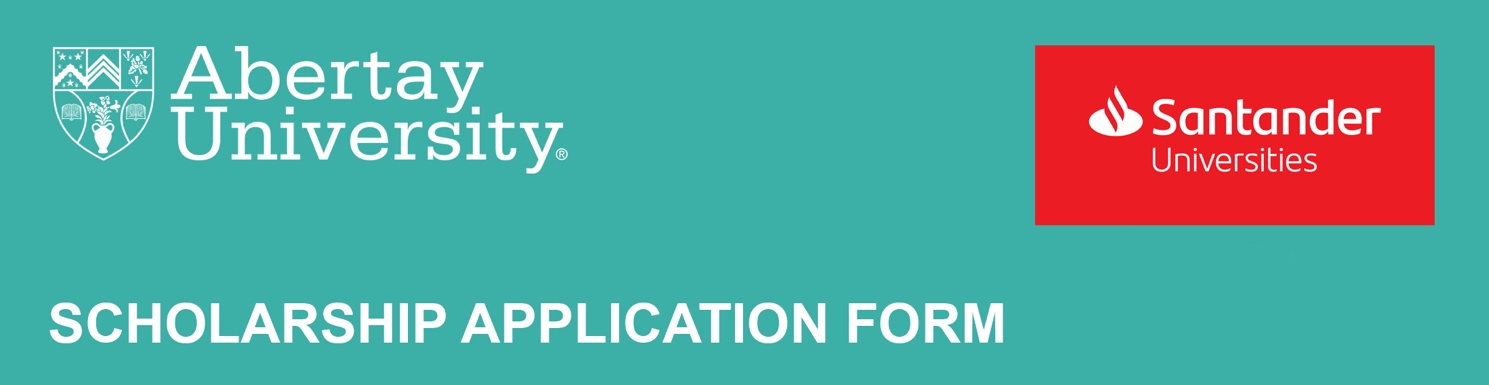 Abertay
University®
Santander
Universities
SCHOLARSHIP APPLICATION FORM